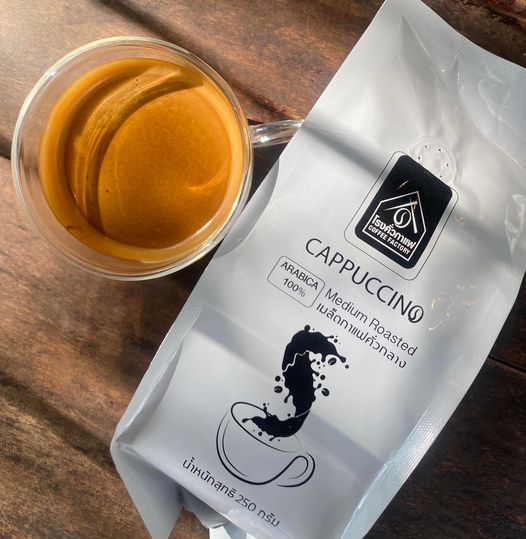 โรงคั่วกาแฟ
COFFEE FACTORY
CAPPUCCINO
ARABICA
100%
Medium Roasted
เมล็ดกาแฟคั่วกลาง
น้ำหนักสุทธิ 250 กรัม